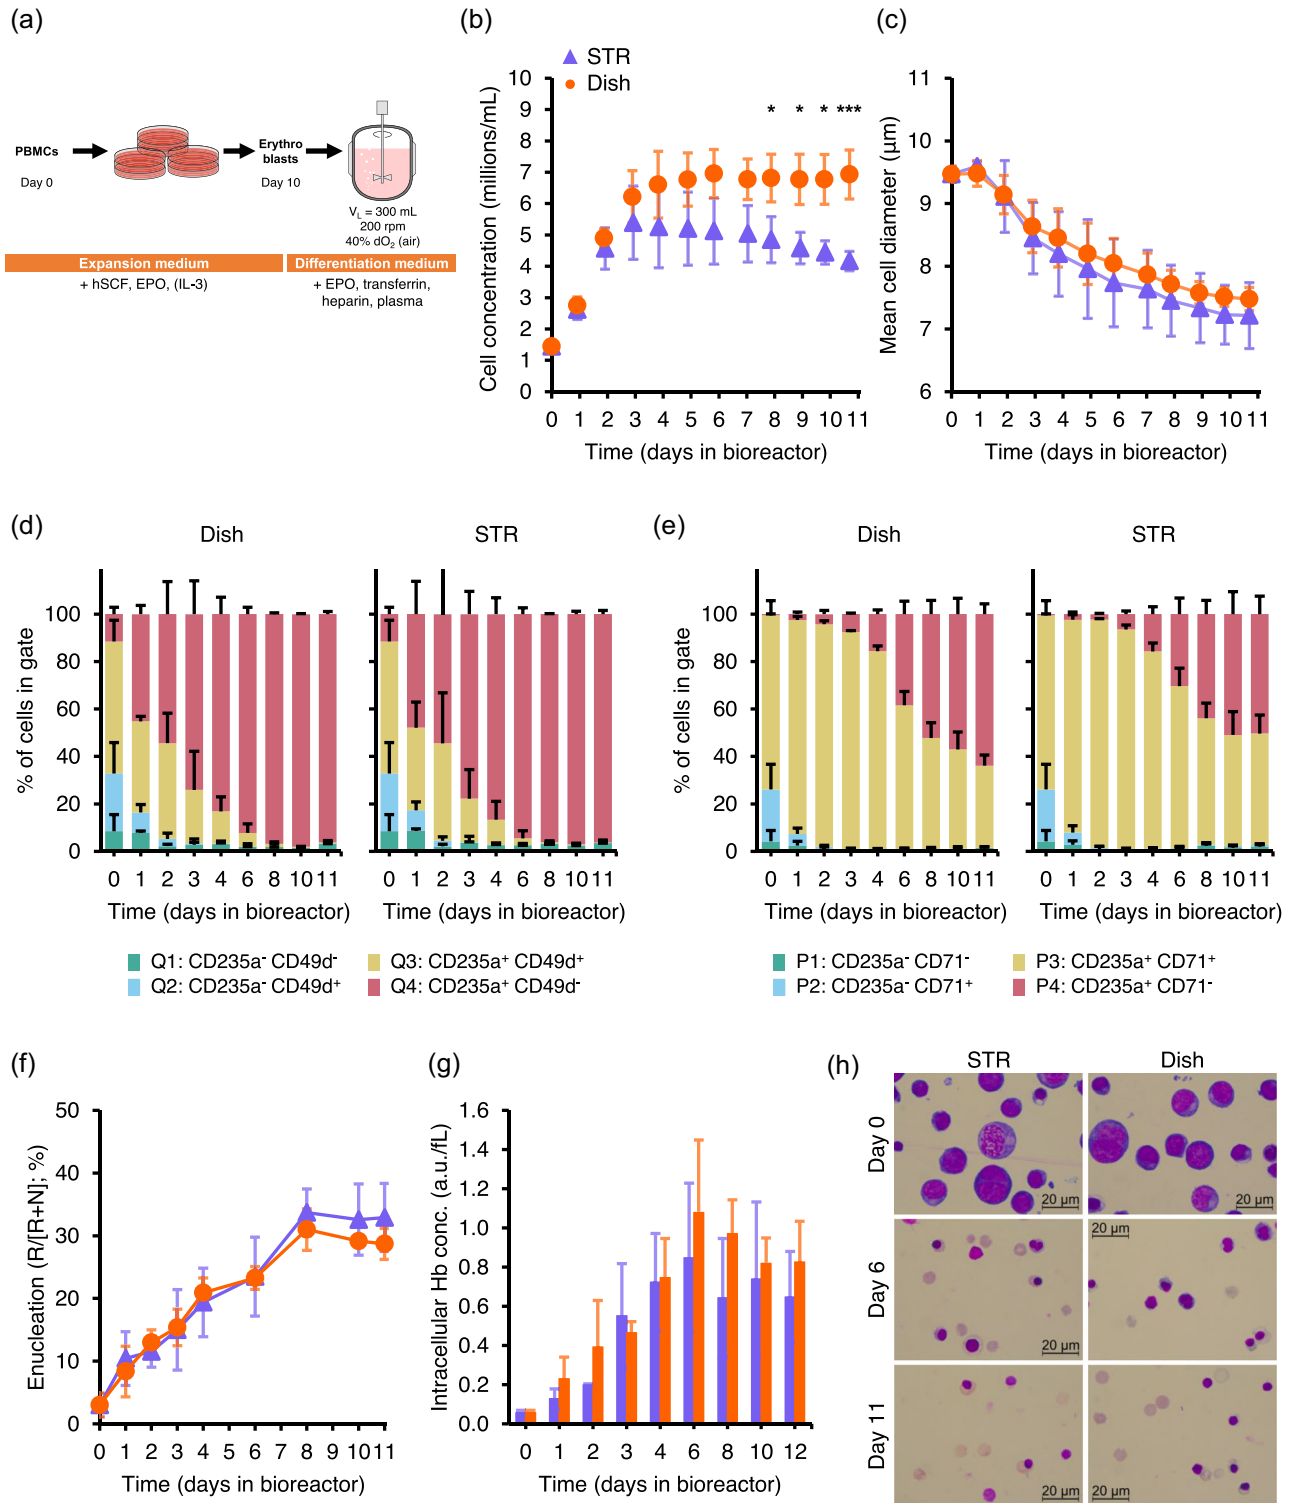 (a)
PBMCs
Day 0
Erythro
blasts
Day 10
V_L = 300 mL
200 rpm
40% dO₂ (air)
Expansion medium
+ hSCF, EPO, (IL-3)
Differentiation medium
+ EPO, transferrin,
heparin, plasma
(b)
STR
Dish
Cell concentration (millions/mL)
10
9
8
7
6
5
4
3
2
1
0
* * * ***
0 1 2 3 4 5 6 7 8 9 10 11
Time (days in bioreactor)
(c)
Mean cell diameter (µm)
11
10
9
8
7
6
0 1 2 3 4 5 6 7 8 9 10 11
Time (days in bioreactor)
(d)
Dish
STR
% of cells in gate
100
80
60
40
20
0
0 1 2 3 4 6 8 10 11
Time (days in bioreactor)
100
80
60
40
20
0
0 1 2 3 4 6 8 10 11
Time (days in bioreactor)
Q1: CD235a⁻ CD49d⁻
Q3: CD235a⁺ CD49d⁺
Q2: CD235a⁻ CD49d⁺
Q4: CD235a⁺ CD49d⁻
(e)
Dish
STR
% of cells in gate
100
80
60
40
20
0
0 1 2 3 4 6 8 10 11
Time (days in bioreactor)
100
80
60
40
20
0
0 1 2 3 4 6 8 10 11
Time (days in bioreactor)
P1: CD235a⁻ CD71⁻
P3: CD235a⁺ CD71⁺
P2: CD235a⁻ CD71⁺
P4: CD235a⁺ CD71⁻
(f)
Enucleation (R/[R+N]; %)
50
40
30
20
10
0
0 1 2 3 4 5 6 7 8 9 10 11
Time (days in bioreactor)
(g)
Intracellular Hb conc. (a.u./fL)
1.6
1.4
1.2
1.0
0.8
0.6
0.4
0.2
0.0
0 1 2 3 4 6 8 10 12
Time (days in bioreactor)
(h)
STR
Dish
Day 0
20 µm
20 µm
Day 6
20 µm
20 µm
Day 11
20 µm
20 µm